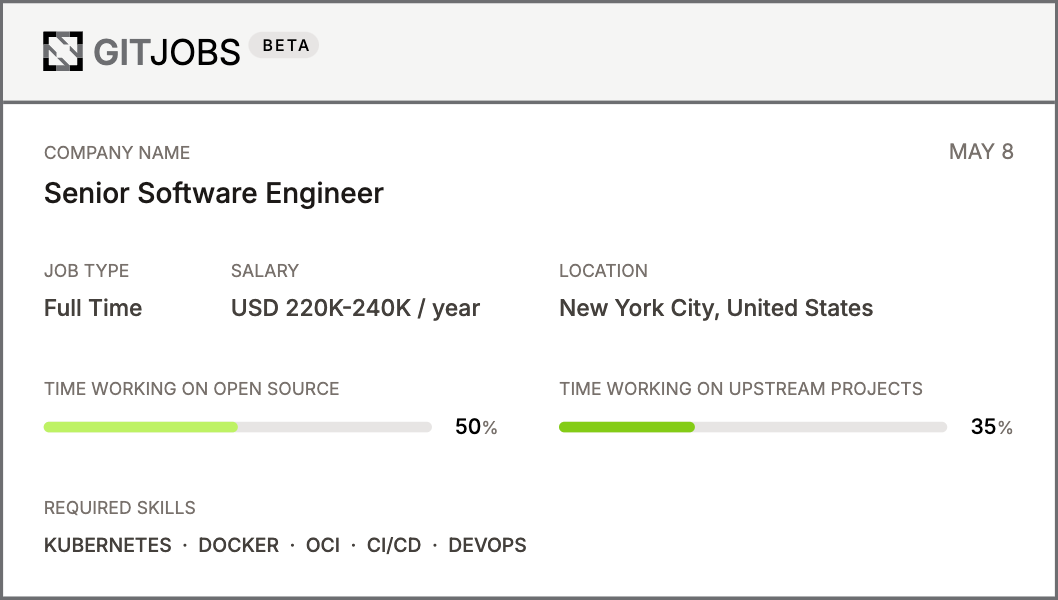 GITJOBS BETA
COMPANY NAME
MAY 8
Senior Software Engineer
JOB TYPE SALARY LOCATION
Full Time USD 220K-240K / year New York City, United States
TIME WORKING ON OPEN SOURCE TIME WORKING ON UPSTREAM PROJECTS
50% 35%
REQUIRED SKILLS
KUBERNETES · DOCKER · OCI · CI/CD · DEVOPS